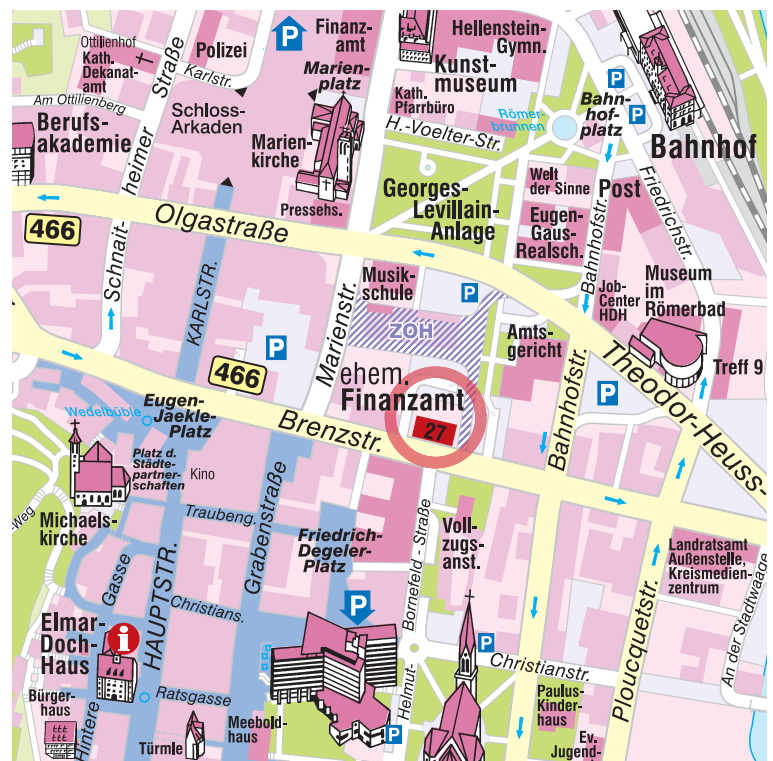 Ottilienhof
Kath.
Dekanat-
amt
Straße
Polizei
Karlstr.
P
Finanz-
amt
Marien-
platz
Hellenstein-
Gymn.
Kunst-
museum
Kath.
Pfarrbüro
Römer-
brunnen
P
Bahn-
hof-
platz
P
Bahnhof
Am Ottilienberg
Berufs-
akademie
Schloss-
Arkaden
Marien-
kirche
Pressehs.
H.-Voelter-Str.
Georges-
Levillain-
Anlage
Welt
der Sinne
Post
Eugen-
Gaus-
Realsch.
Friedrichstr.
Bahnhofstr.
466
Olgastraße
Schnait-
heimer
KARLSTR.
Marienstr.
Musik-
schule
P
ZOH
Job-
Center
HDH
Museum
im
Römerbad
Amts-
gericht
P
Treff 9
Theodor-Heuss-
P
466
ehem.
Finanzamt
27
Brenzstr.
Bahnhofstr.
Wedelbüble
Eugen-
Jaekle-
Platz
Platz d.
Städte-
partner-
schaften
Kino
Michaels-
kirche
-Weg
Traubeng.
Grabenstraße
Friedrich-
Degeler-
Platz
P
Voll-
zugs-
anst.
Helmut-
Bornefeld - Straße
Landratsamt
Außenstelle,
Kreismedien-
zentrum
An der Stadtwaage
Ploucquetstr.
Hintere
Gasse
HAUPTSTR.
Christians.
Elmar-
Doch-
Haus
i
Bürger-
haus
Ratsgasse
Türmle
Meebold-
haus
P
P
Christianstr.
Paulus-
Kinder-
haus
Ev.
Jugend-